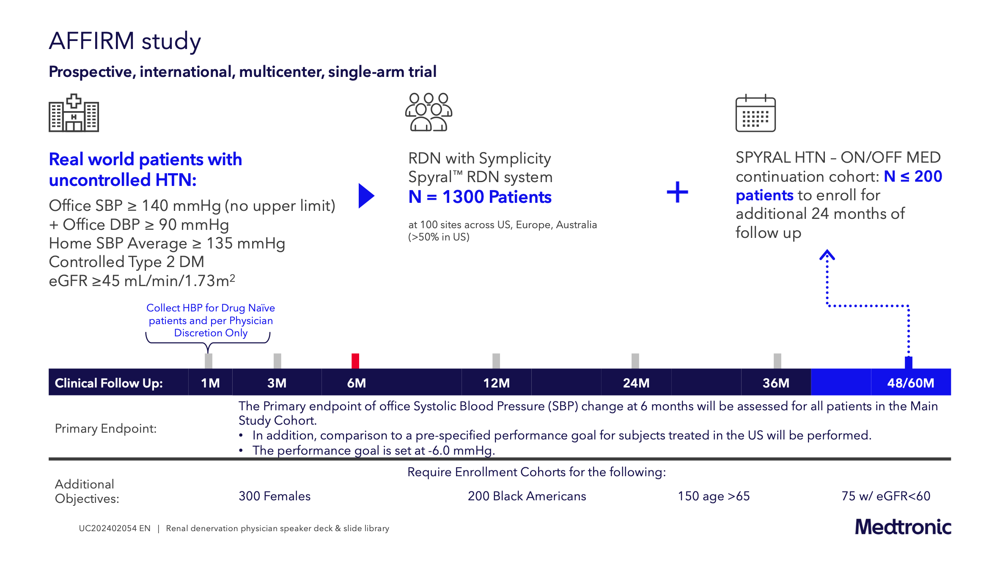 AFFIRM study
Prospective, international, multicenter, single-arm trial
H
Real world patients with
uncontrolled HTN:
Office SBP ≥ 140 mmHg (no upper limit)
+ Office DBP ≥ 90 mmHg
Home SBP Average ≥ 135 mmHg
Controlled Type 2 DM
eGFR ≥45 mL/min/1.73m²
RDN with Symplicity
Spyral™ RDN system
N = 1300 Patients
at 100 sites across US, Europe, Australia
(>50% in US)
+
SPYRAL HTN – ON/OFF MED
continuation cohort: N ≤ 200
patients to enroll for
additional 24 months of
follow up
Collect HBP for Drug Naïve
patients and per Physician
Discretion Only
Clinical Follow Up: 1M 3M 6M 12M 24M 36M 48/60M
Primary Endpoint:
The Primary endpoint of office Systolic Blood Pressure (SBP) change at 6 months will be assessed for all patients in the Main
Study Cohort.
• In addition, comparison to a pre-specified performance goal for subjects treated in the US will be performed.
• The performance goal is set at -6.0 mmHg.
Additional
Objectives:
Require Enrollment Cohorts for the following:
300 Females 200 Black Americans 150 age >65 75 w/ eGFR<60
UC202402054 EN | Renal denervation physician speaker deck & slide library
Medtronic